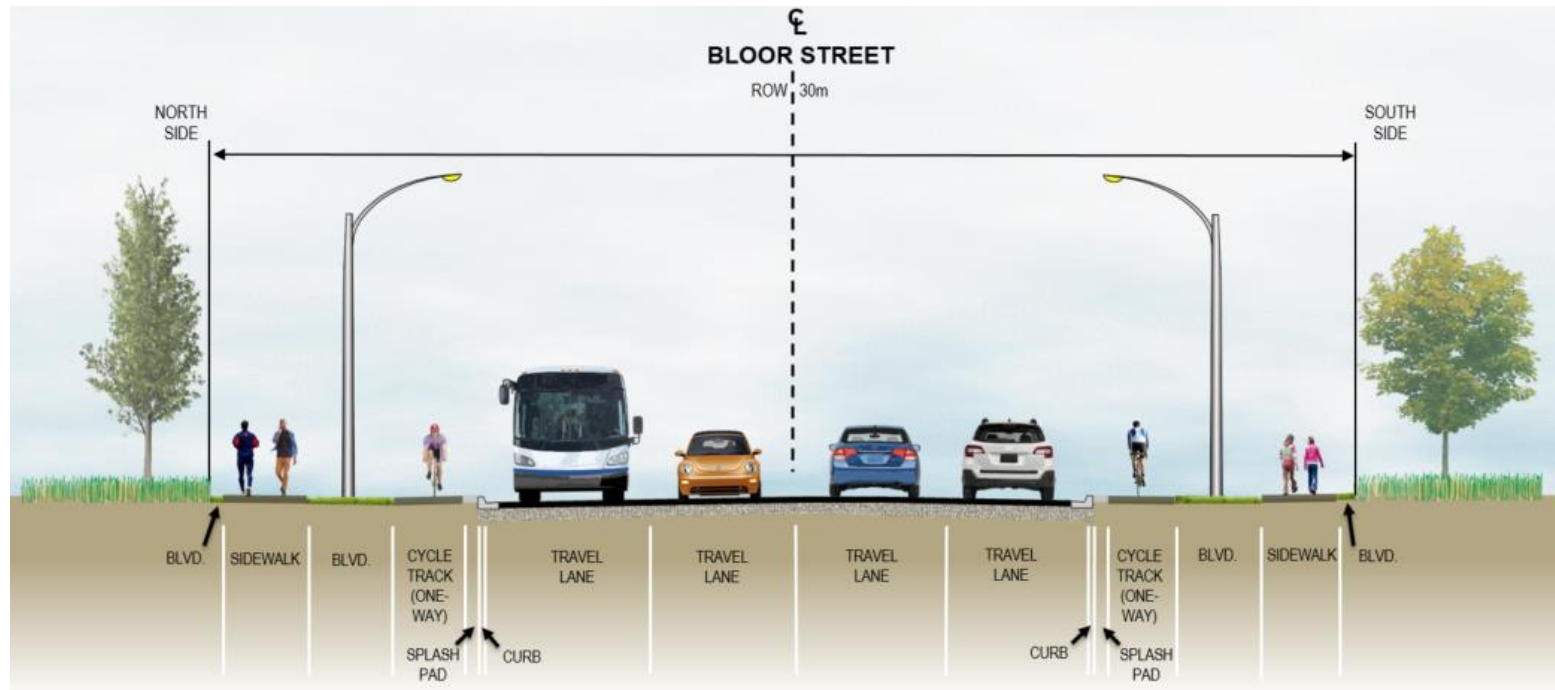 ℄
BLOOR STREET
ROW 30m
NORTH
SIDE
SOUTH
SIDE
BLVD.
SIDEWALK
BLVD.
CYCLE
TRACK
(ONE-
WAY)
SPLASH
PAD
CURB
TRAVEL
LANE
TRAVEL
LANE
TRAVEL
LANE
TRAVEL
LANE
CURB
SPLASH
PAD
CYCLE
TRACK
(ONE-
WAY)
BLVD.
SIDEWALK
BLVD.